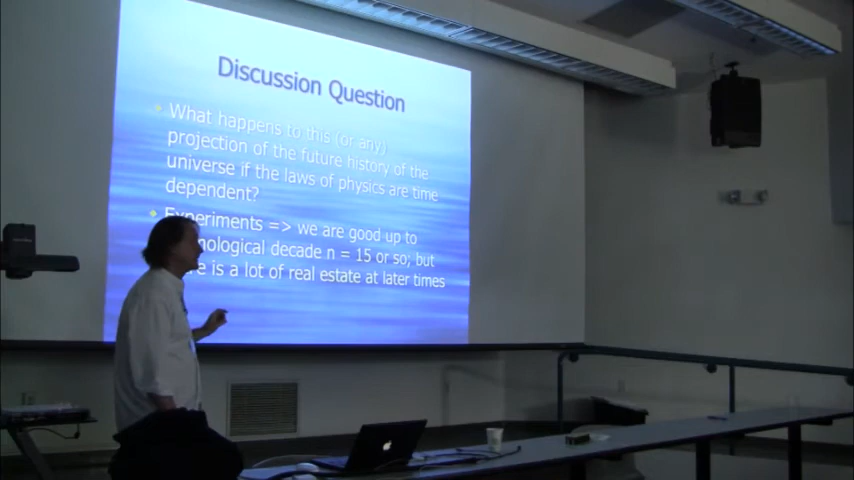 Discussion Question
What happens to this (or any)
projection of the future history of the
universe if the laws of physics are time
dependent?
Experiments => we are good up to
mological decade n = 15 or so; but
re is a lot of real estate at later times